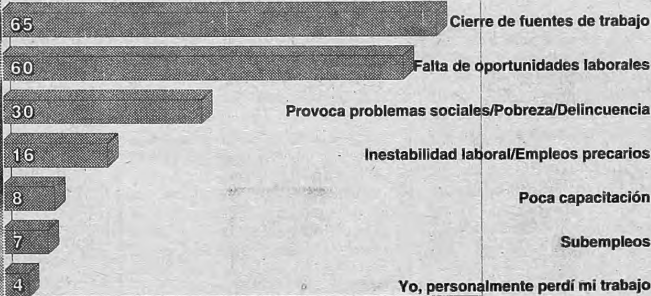 65 Cierre de fuentes de trabajo
60 Falta de oportunidades laborales
30 Provoca problemas sociales/Pobreza/Delincuencia
16 Inestabilidad laboral/Empleos precarios
8 Poca capacitación
7 Subempleos
4 Yo, personalmente perdí mi trabajo